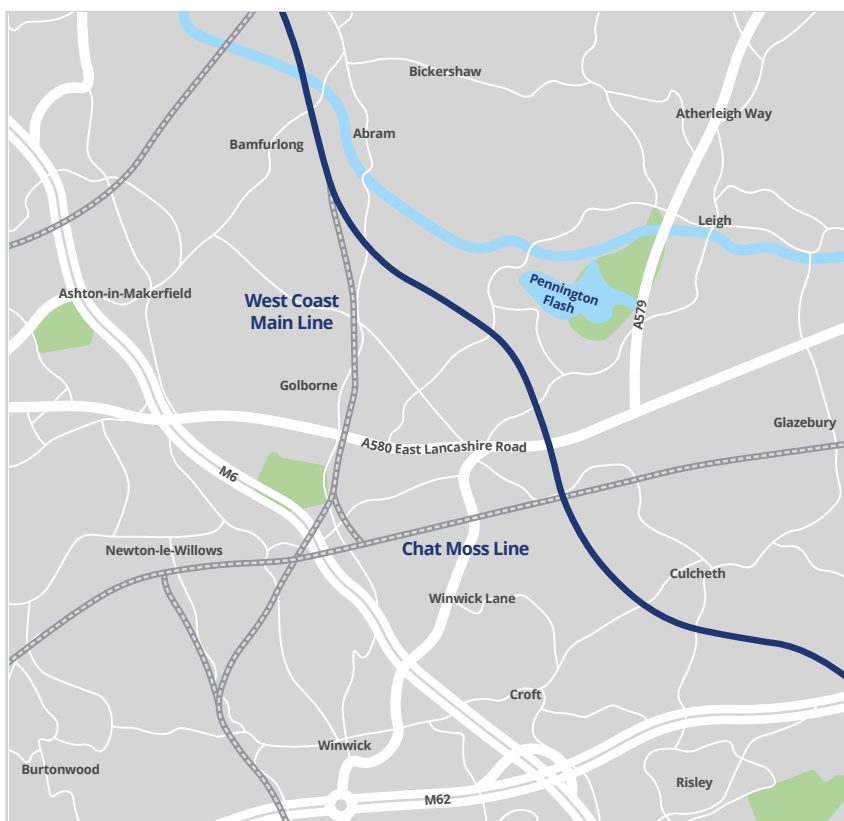 Bickershaw
Atherleigh Way
Abram
Bamfurlong
Leigh
Ashton-in-Makerfield
Pennington
Flash
West Coast
Main Line
A579
Golborne
Glazebury
A580 East Lancashire Road
M6
Newton-le-Willows
Chat Moss Line
Culcheth
Winwick Lane
Croft
Winwick
Burtonwood
Risley
M62